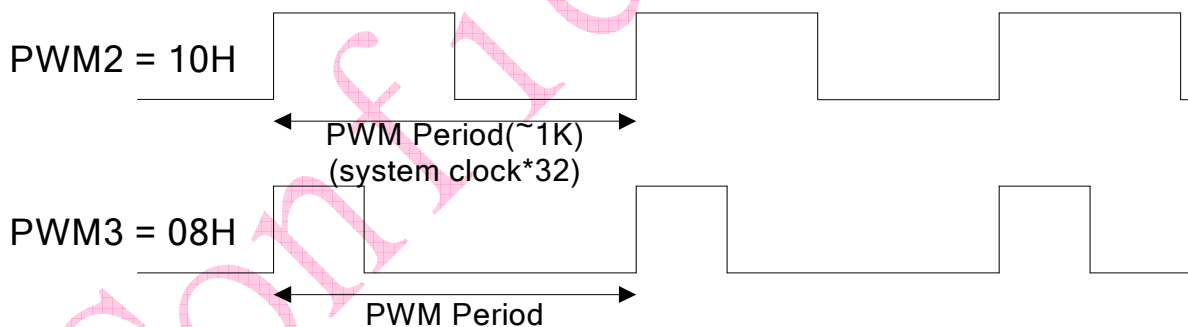 PWM2 = 10H
PWM Period(~1K)
(system clock*32)
PWM3 = 08H
PWM Period